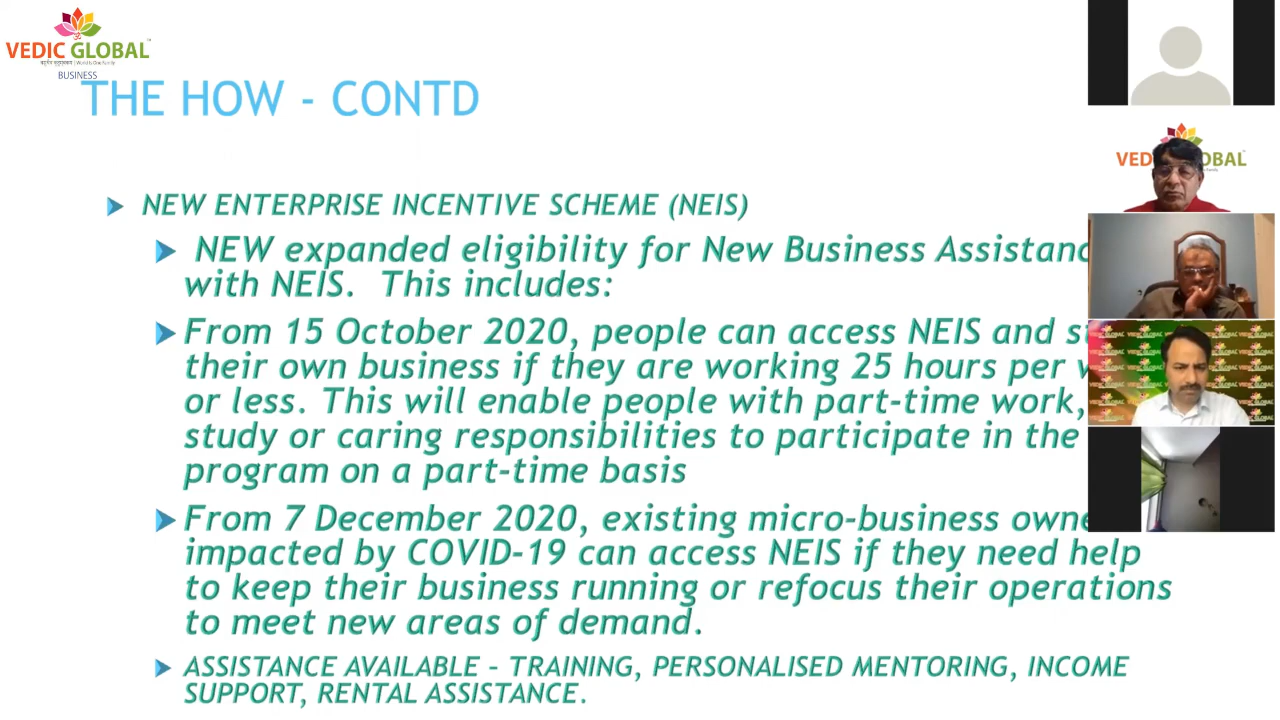 VEDIC GLOBAL
World Is One Family
BUSINESS
THE HOW - CONTD
NEW ENTERPRISE INCENTIVE SCHEME (NEIS)
NEW expanded eligibility for New Business
with NEIS. This includes:
From 15 October 2020, people can access NEIS and
their own business if they are working 25 hours per
or less. This will enable people with part-time work,
study or caring responsibilities to participate in the
program on a part-time basis
From 7 December 2020, existing micro-business
impacted by COVID-19 can access NEIS if they need help
to keep their business running or refocus their operations
to meet new areas of demand.
ASSISTANCE AVAILABLE – TRAINING, PERSONALISED MENTORING, INCOME
SUPPORT, RENTAL ASSISTANCE.